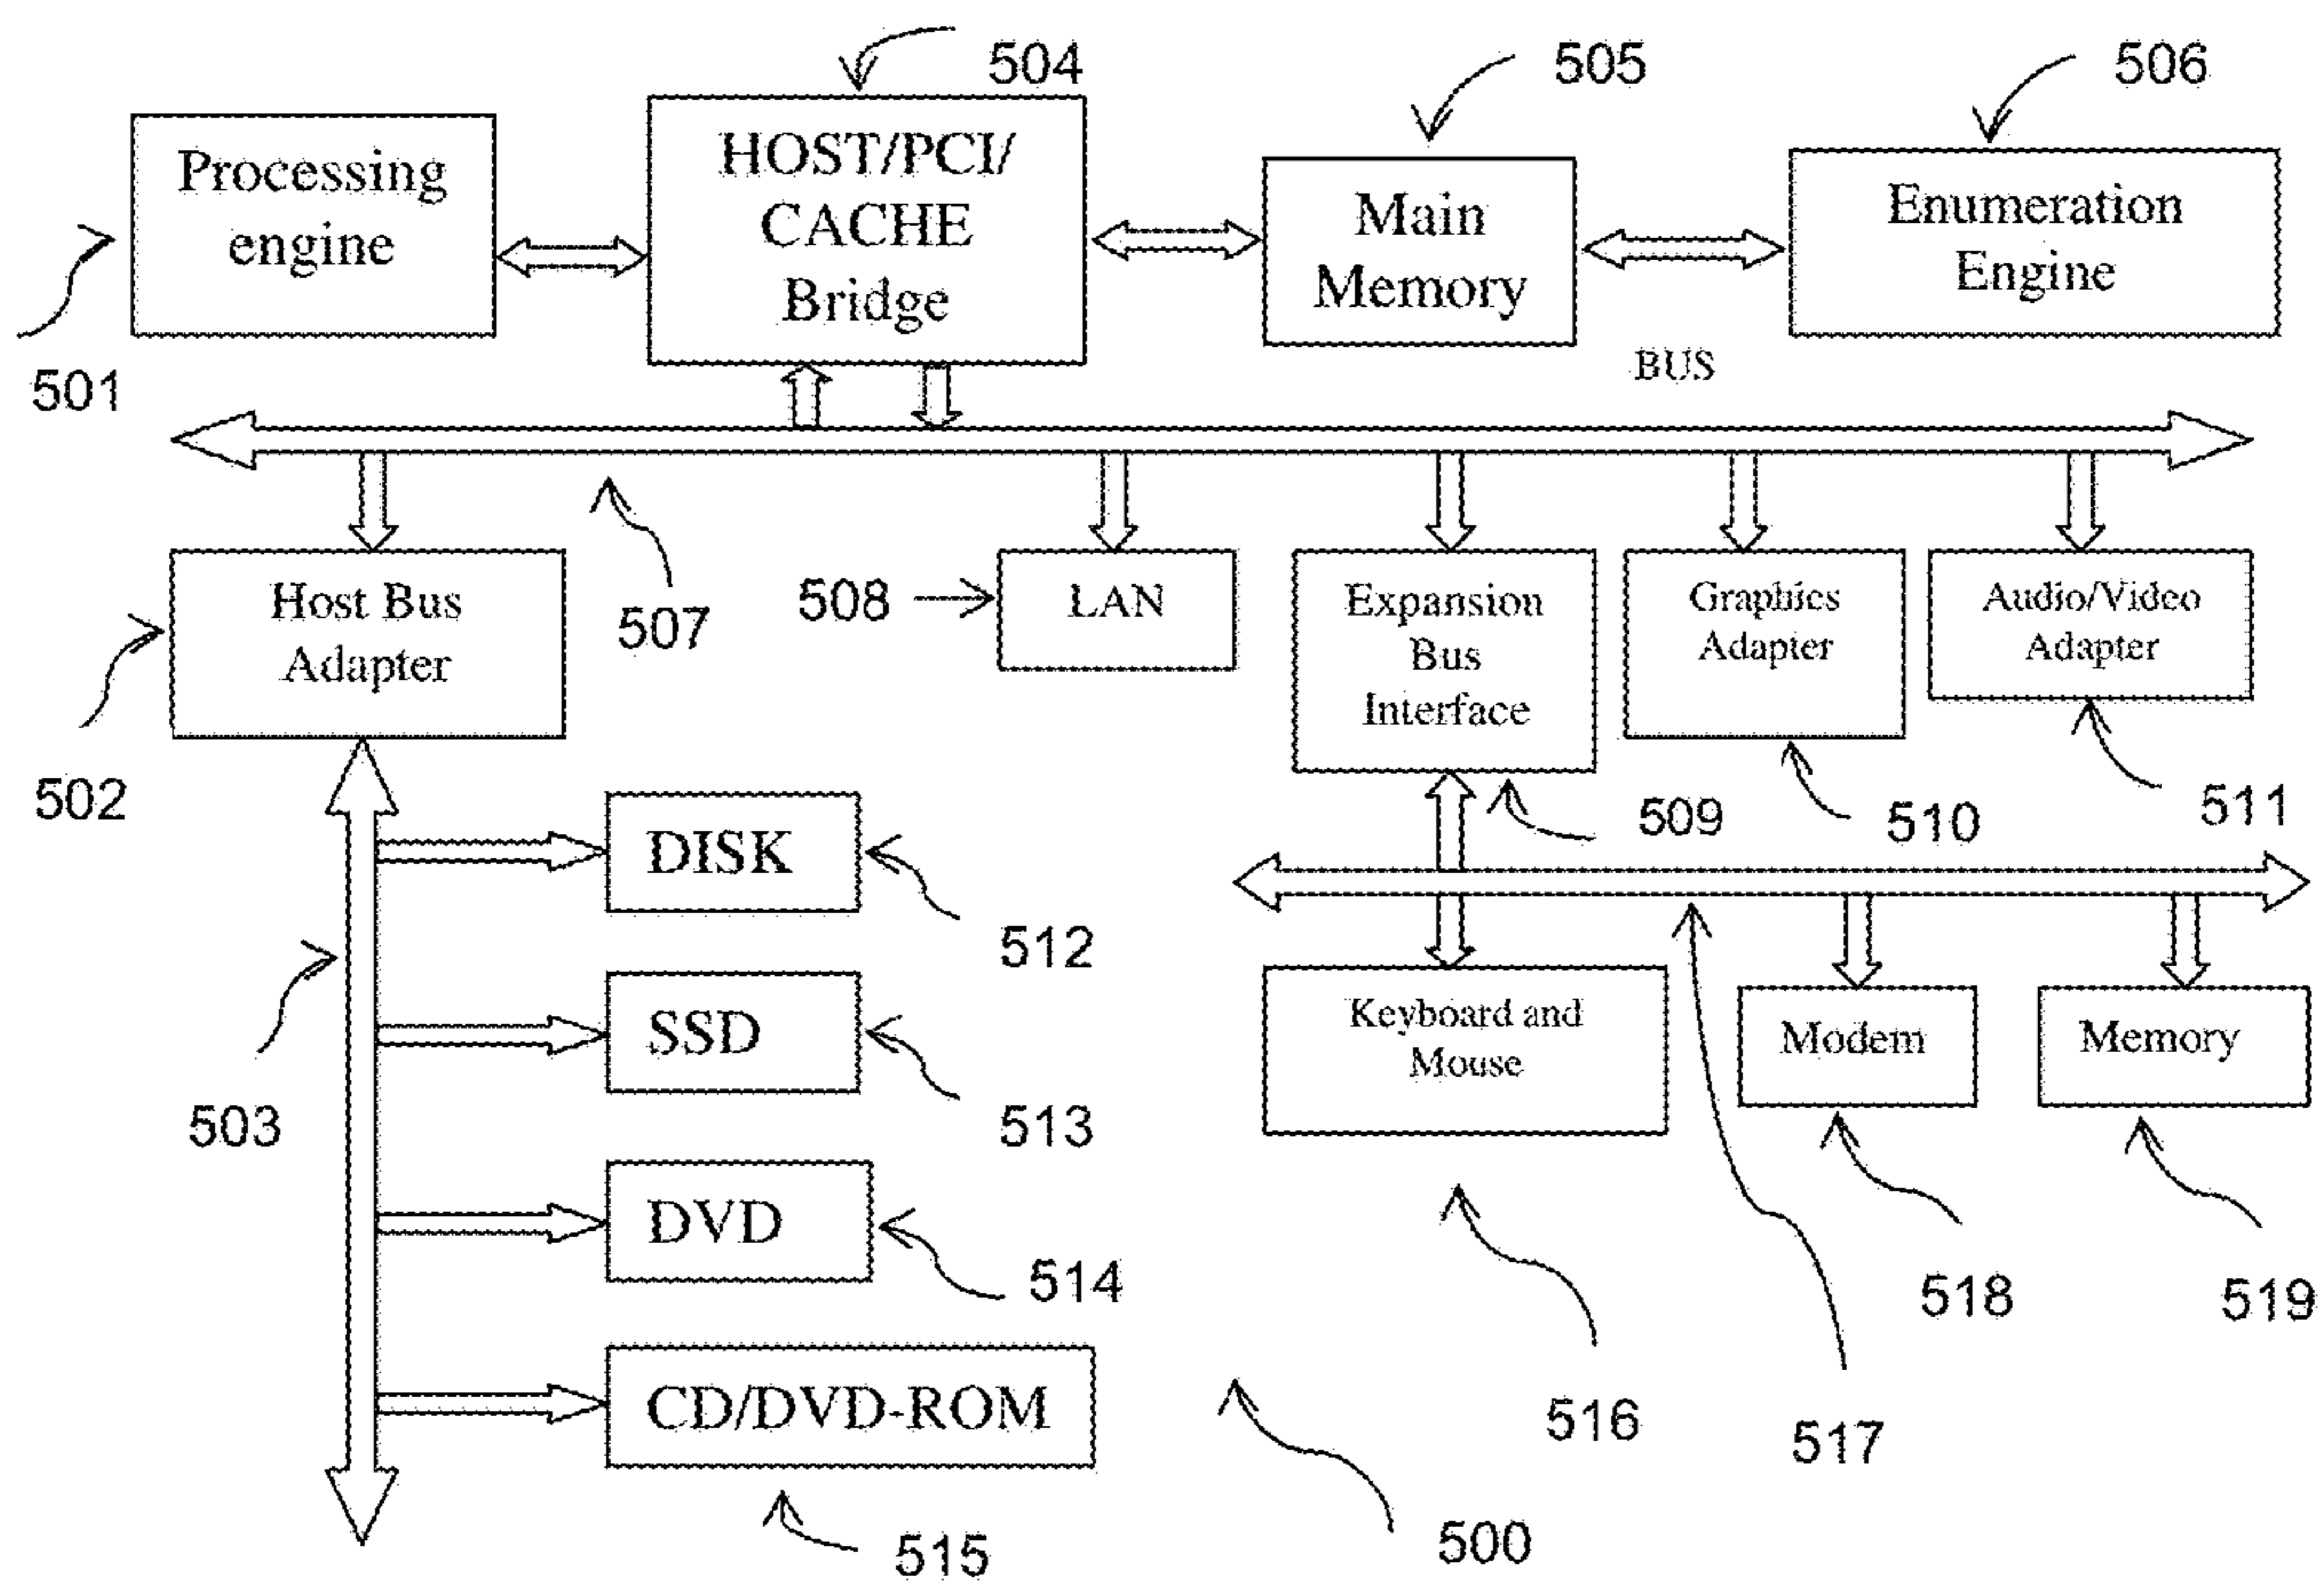 504
505
506
Processing
engine
HOST/PCI/
CACHE
Bridge
Main
Memory
Enumeration
Engine
501
BUS
Host Bus
Adapter
507
508
LAN
Expansion
Bus
Interface
Graphics
Adapter
Audio/Video
Adapter
502
509
510
511
DISK
512
503
SSD
513
Keyboard and
Mouse
Modem
Memory
DVD
514
518
519
CD/DVD-ROM
516
517
515
500